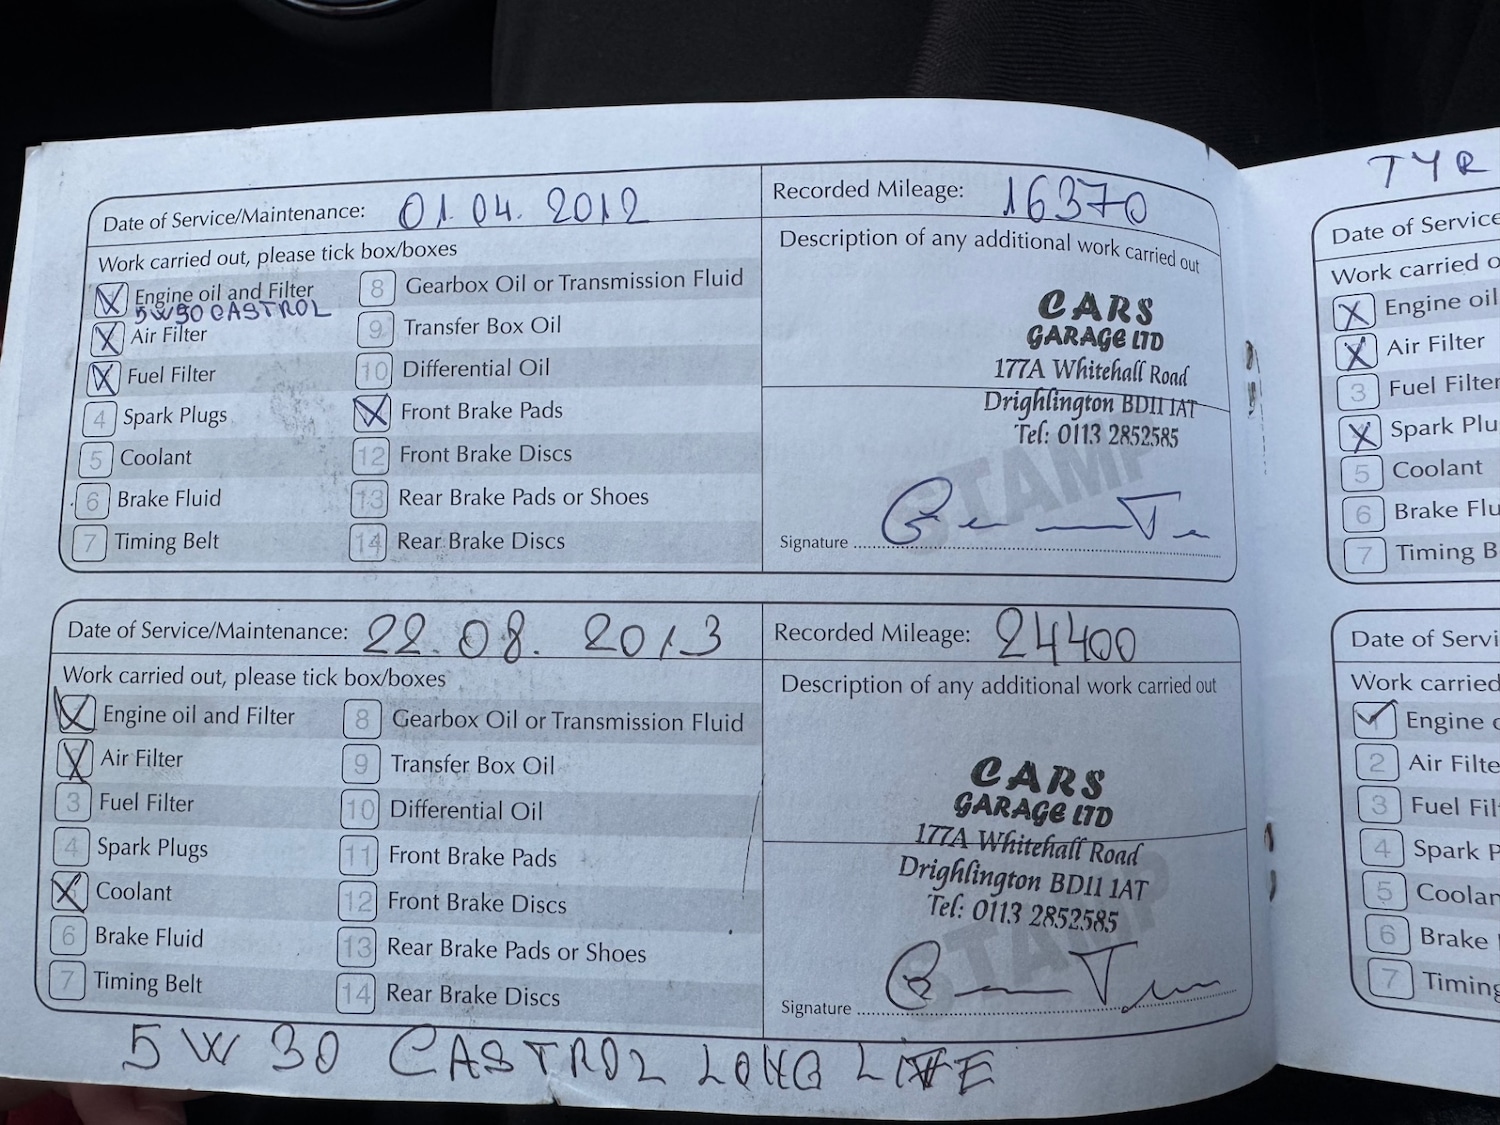 Date of Service/Maintenance: 01.04.2012
Recorded Mileage: 16370
Work carried out, please tick box/boxes
Engine oil and Filter
5W30 CASTROL
Air Filter
Fuel Filter
4 Spark Plugs
5 Coolant
6 Brake Fluid
7 Timing Belt
8 Gearbox Oil or Transmission Fluid
9 Transfer Box Oil
10 Differential Oil
Front Brake Pads
12 Front Brake Discs
13 Rear Brake Pads or Shoes
14 Rear Brake Discs
Description of any additional work carried out
CARS
GARAGE LTD
177A Whitehall Road
Drighlington BD11 1AT
Tel: 0113 2852585
STAMP
Signature
Date of Service/Maintenance: 22.08.2013
Recorded Mileage: 24400
Work carried out, please tick box/boxes
Engine oil and Filter
Air Filter
3 Fuel Filter
4 Spark Plugs
Coolant
6 Brake Fluid
7 Timing Belt
8 Gearbox Oil or Transmission Fluid
9 Transfer Box Oil
10 Differential Oil
11 Front Brake Pads
12 Front Brake Discs
13 Rear Brake Pads or Shoes
14 Rear Brake Discs
Description of any additional work carried out
CARS
GARAGE LTD
177A Whitehall Road
Drighlington BD11 1AT
Tel: 0113 2852585
STAMP
Signature
5W 30 CASTROL LONG LIFE
TYR
Date of Service
Work carried o
Engine oil
Air Filter
3 Fuel Filter
Spark Plu
5 Coolant
6 Brake Flu
7 Timing B
Date of Servi
Work carried
1 Engine o
2 Air Filte
3 Fuel Fil
4 Spark P
5 Coolan
6 Brake
7 Timing